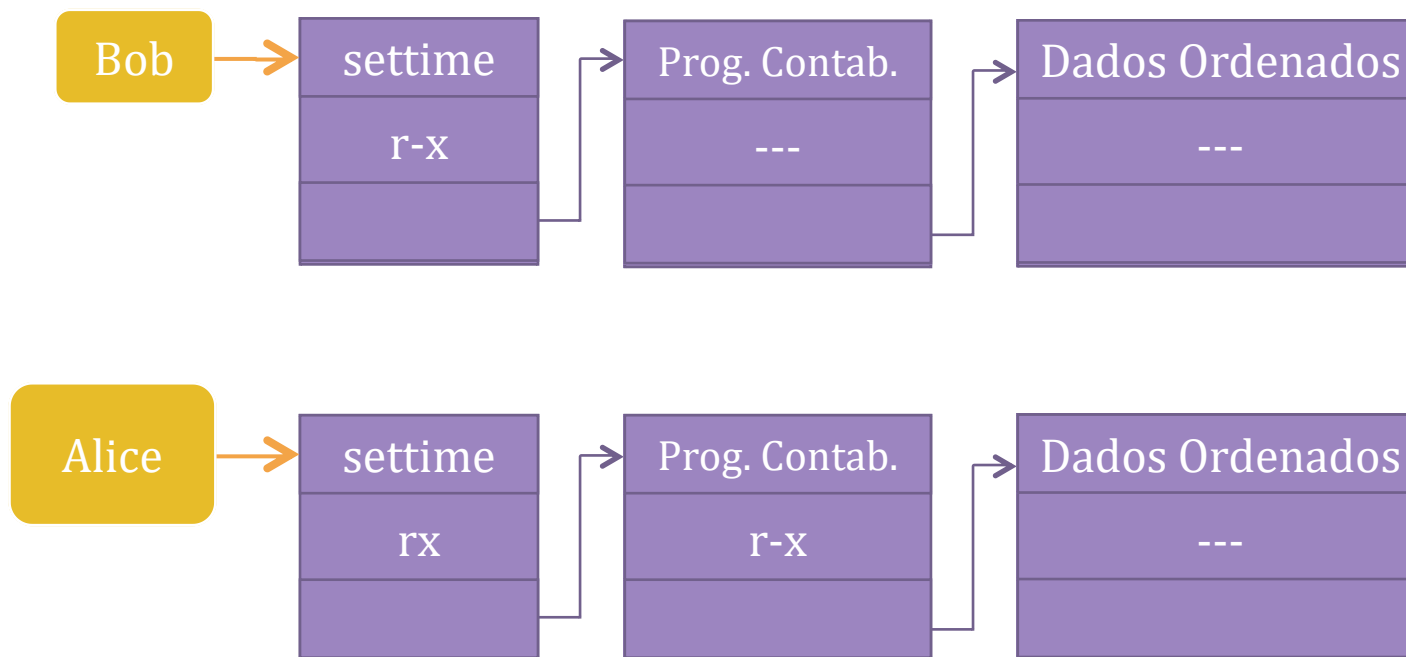 Bob
settime
Prog. Contab.
Dados Ordenados
r-x
---
---
Alice
settime
Prog. Contab.
Dados Ordenados
rx
r-x
---